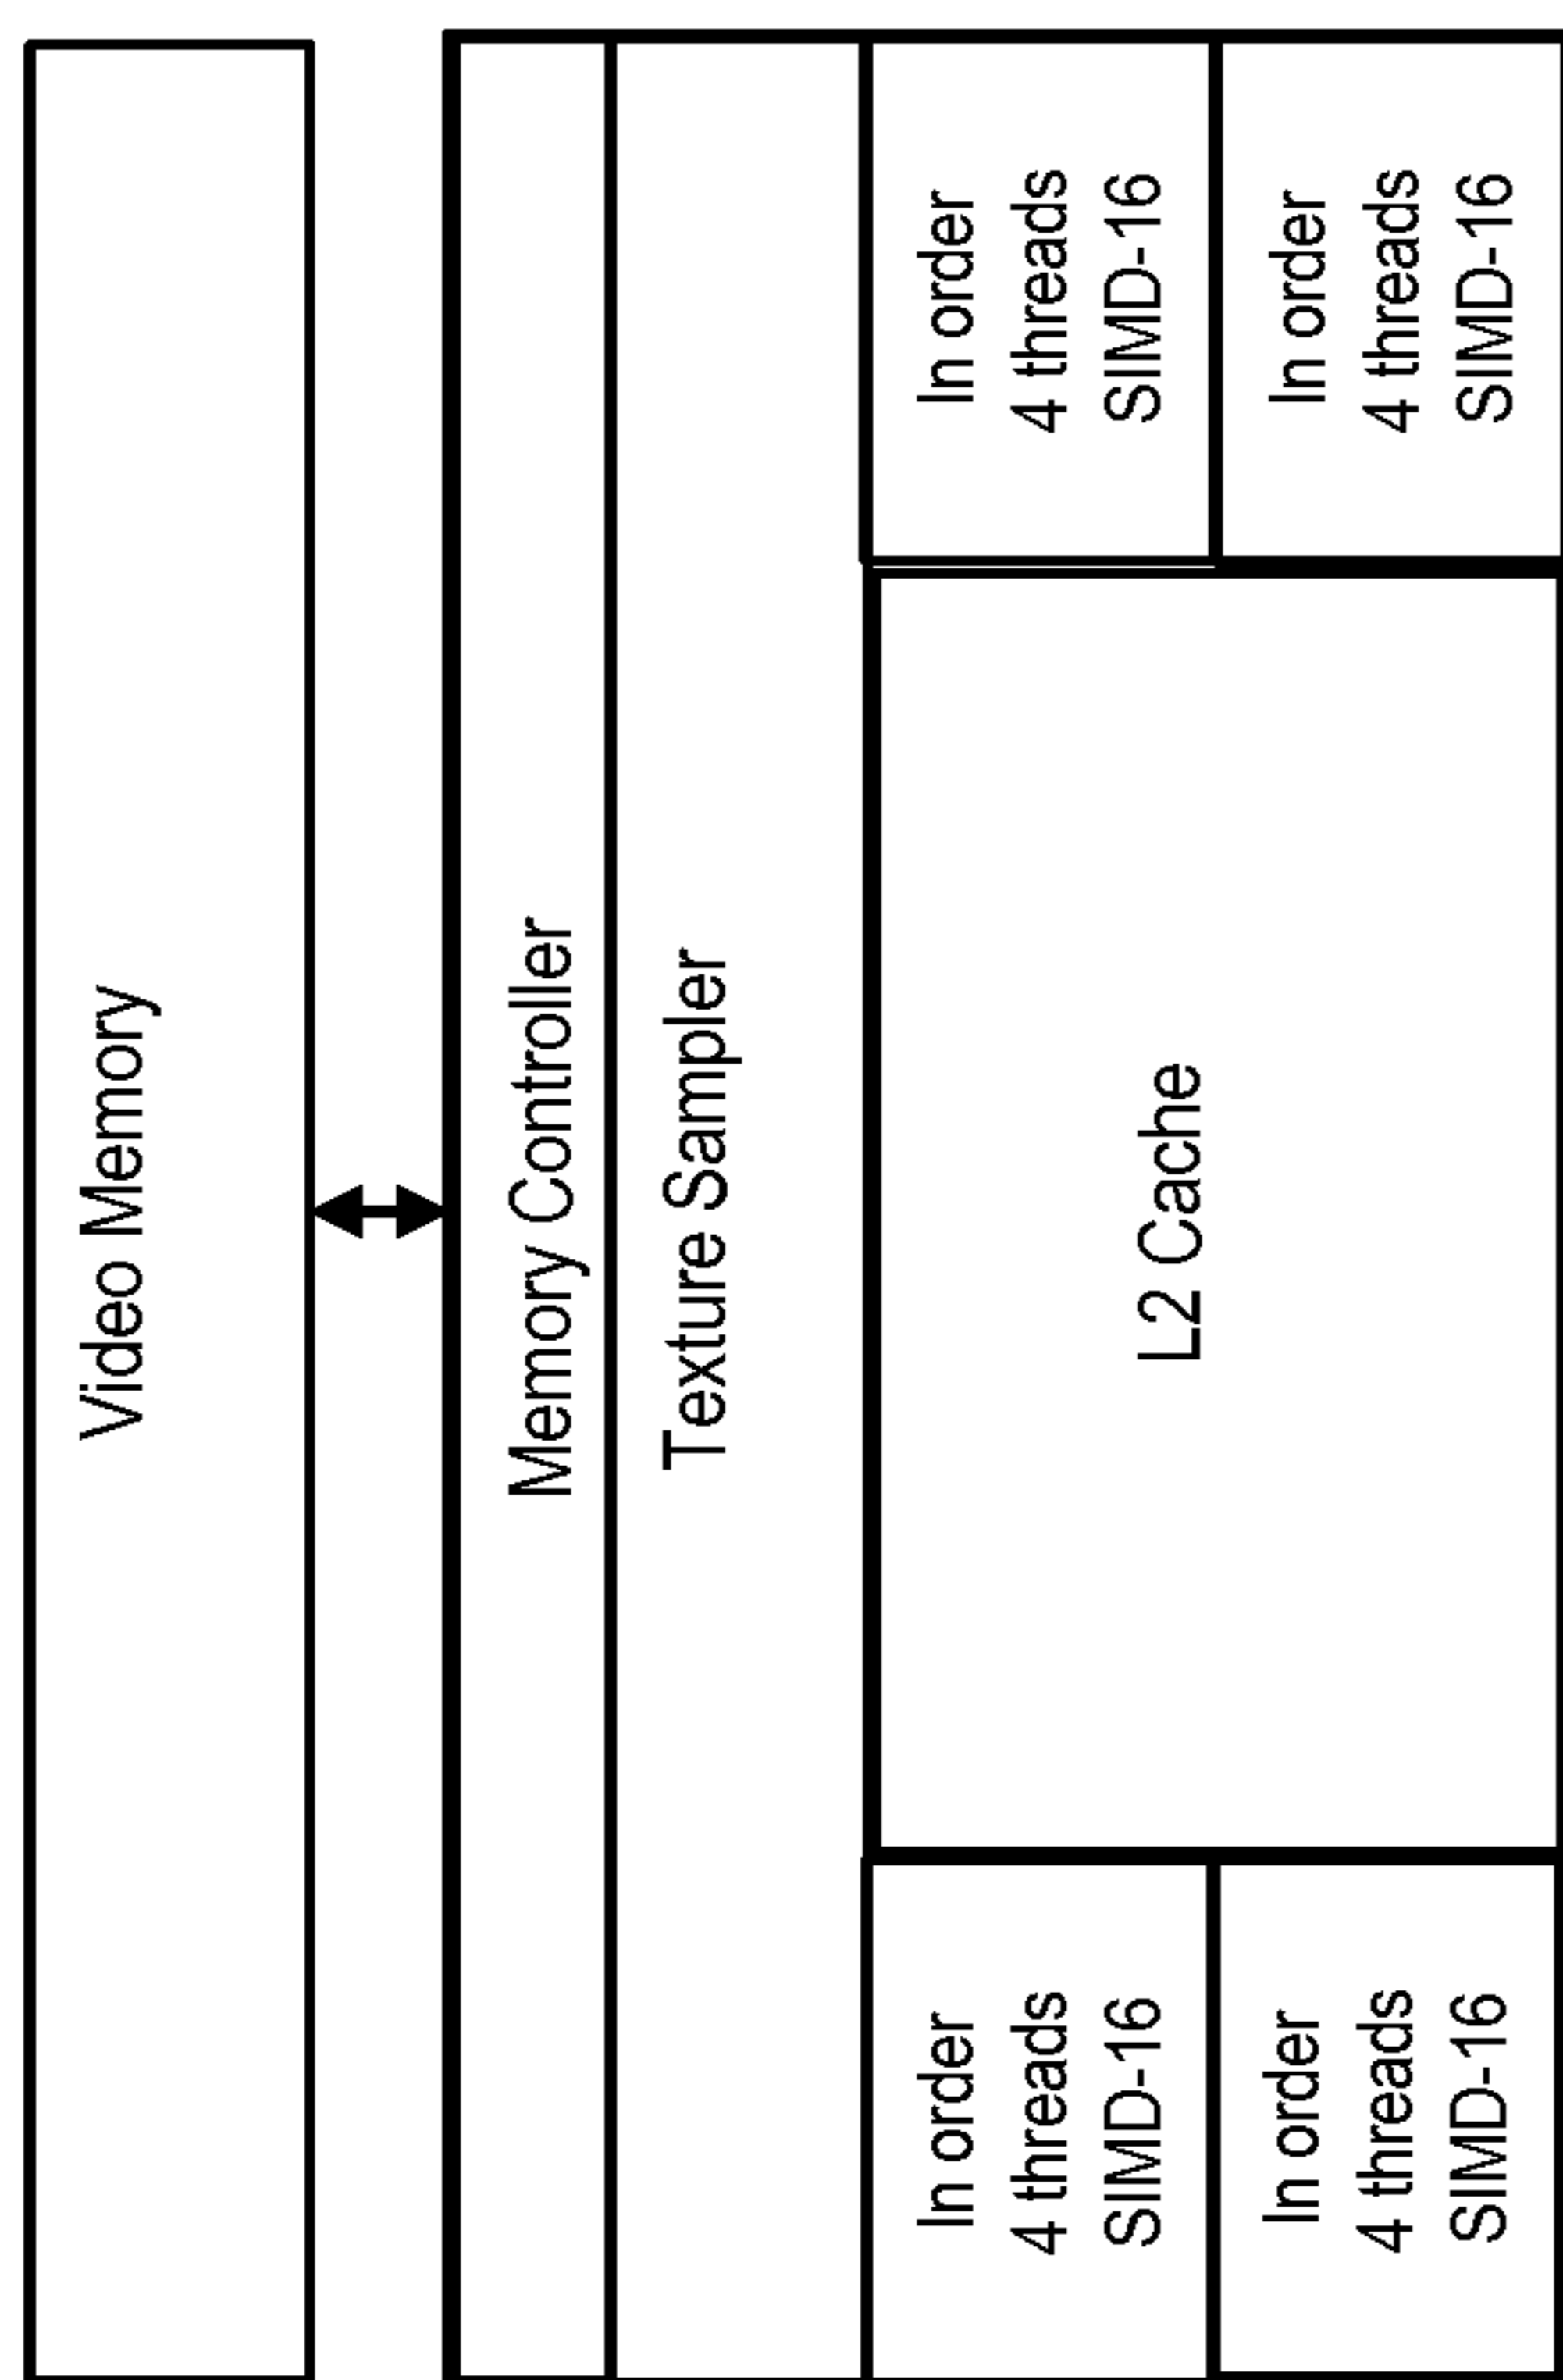 Video Memory
Memory Controller
Texture Sampler
In order
4 threads
SIMD-16
L2 Cache
In order
4 threads
SIMD-16
In order
4 threads
SIMD-16
In order
4 threads
SIMD-16